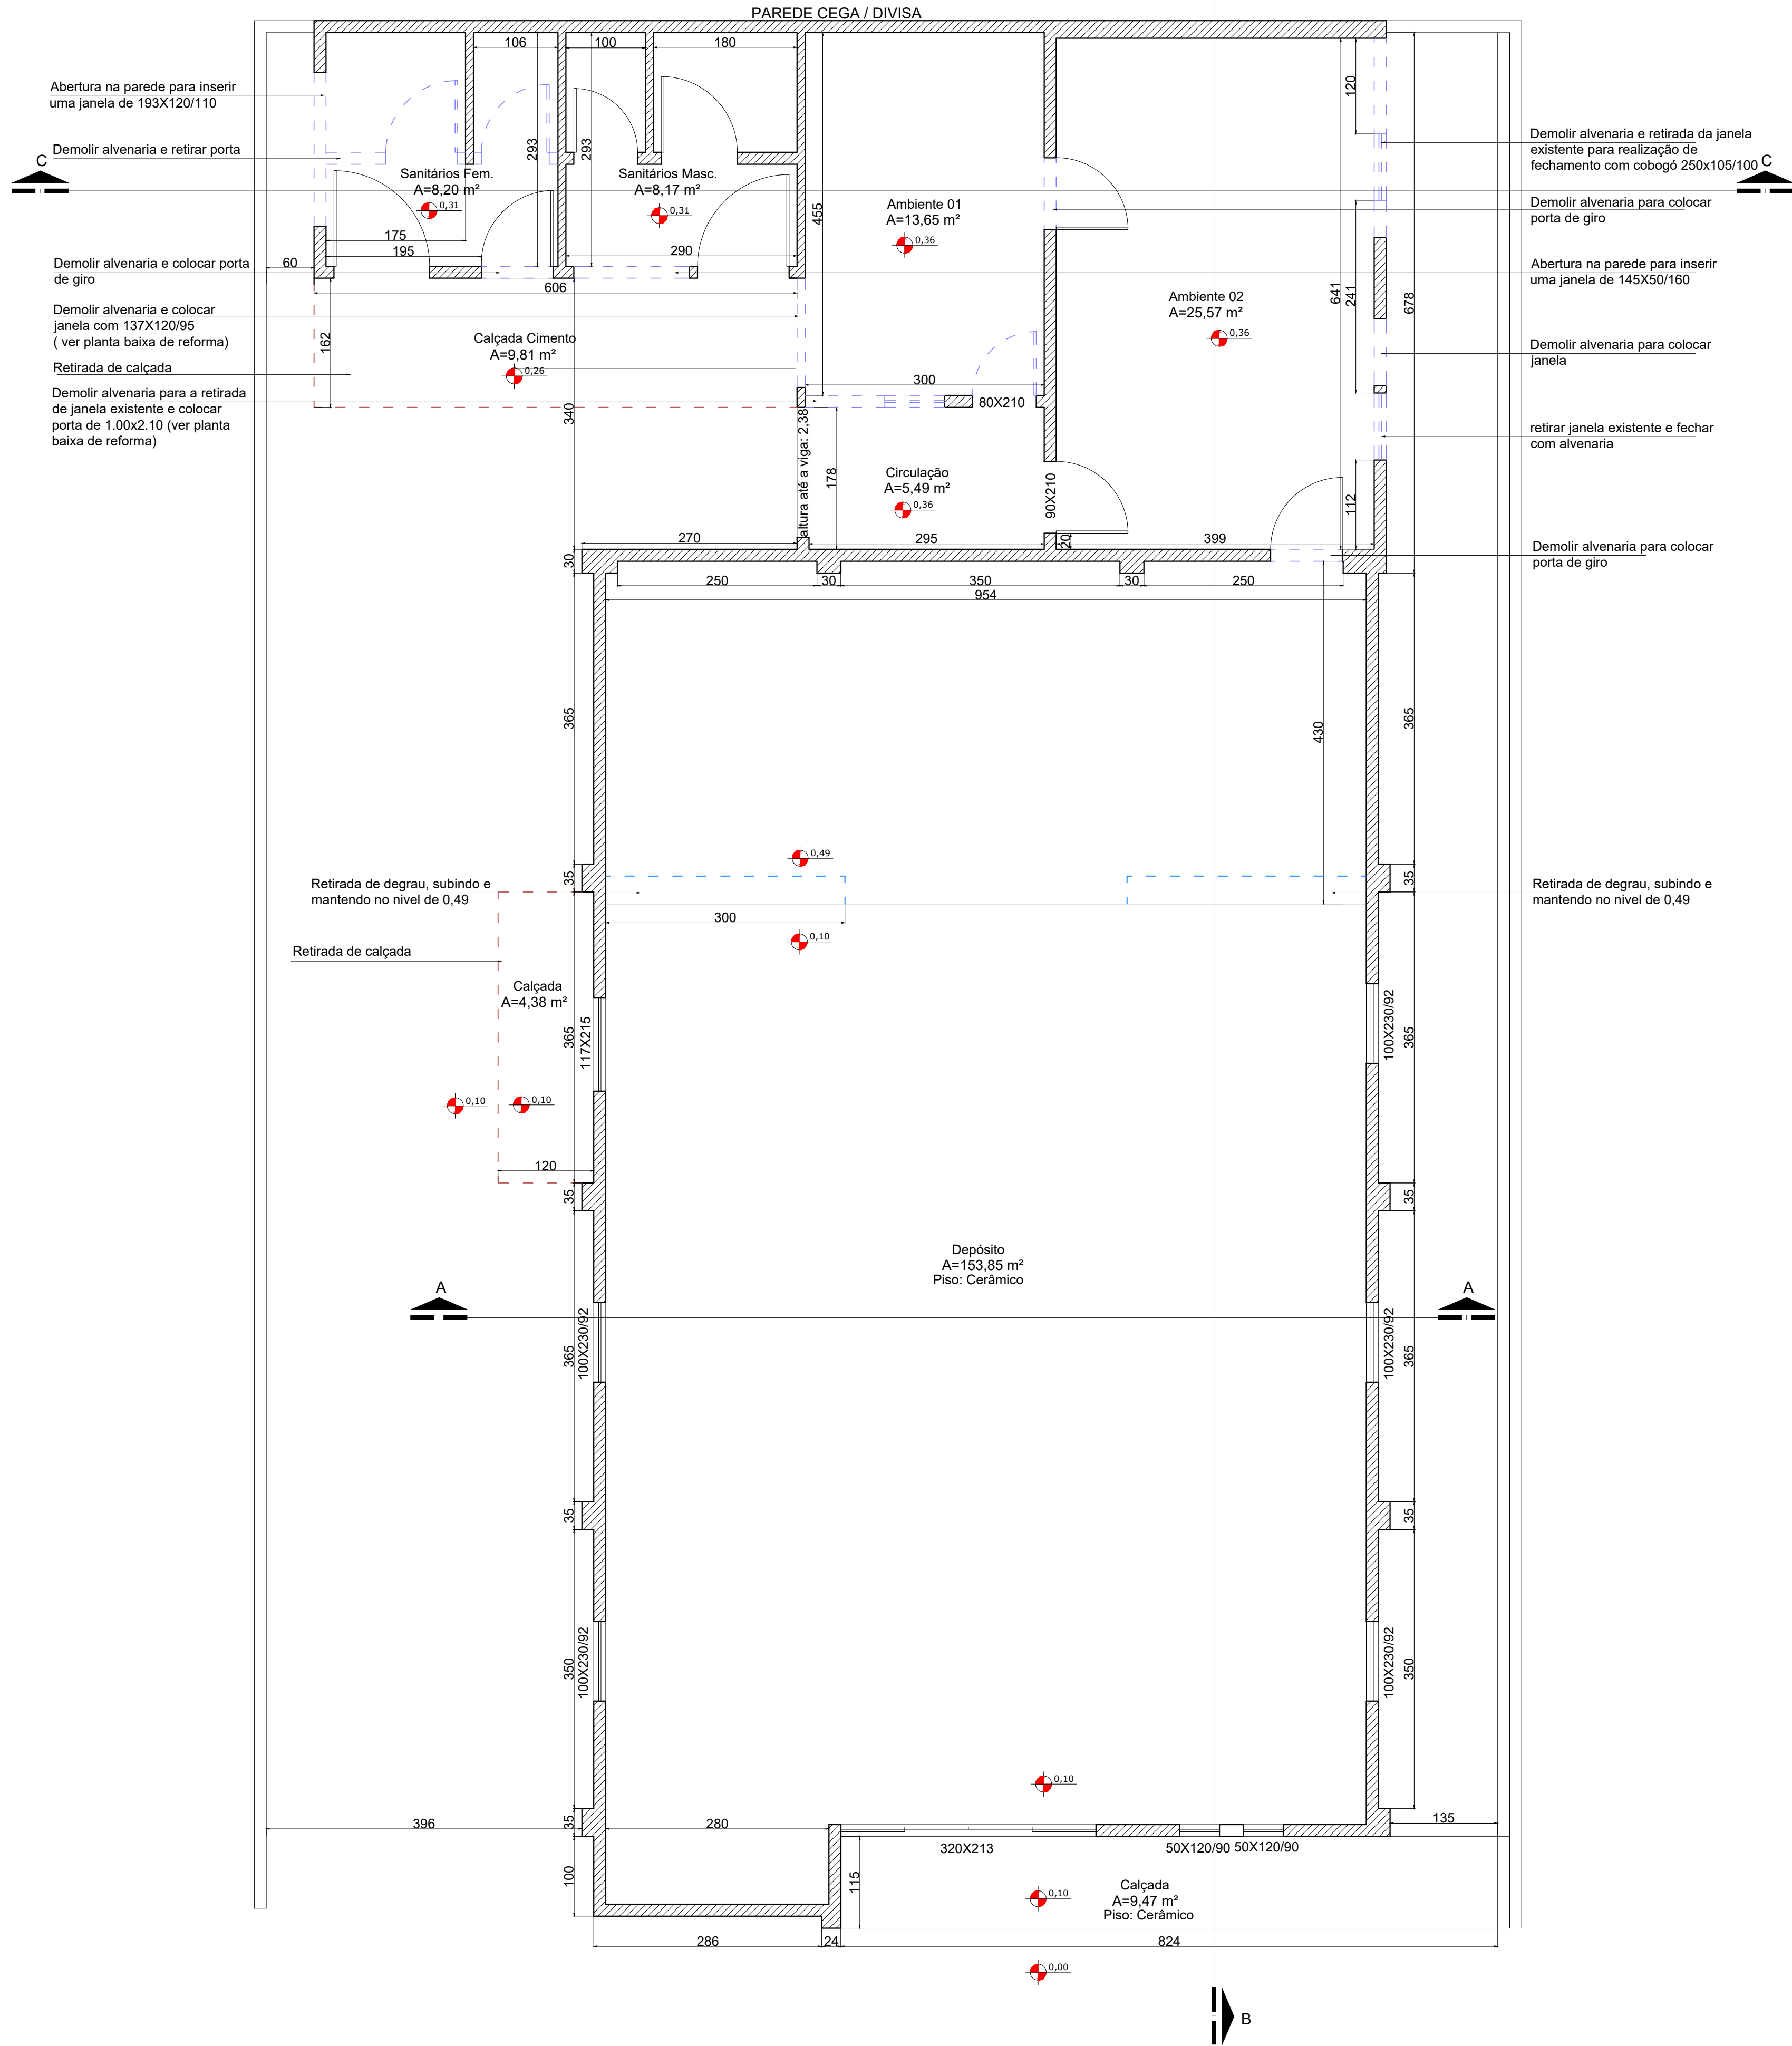 PAREDE CEGA / DIVISA
106
100
180
120
Abertura na parede para inserir
uma janela de 193X120/110
Demolir alvenaria e retirar porta
C
293
293
Sanitários Fem.
A=8,20 m²
0,31
Sanitários Masc.
A=8,17 m²
0,31
455
Ambiente 01
A=13,65 m²
0,36
Demolir alvenaria e retirada da janela
existente para realização de
fechamento com cobogó 250x105/100
C
Demolir alvenaria para colocar
porta de giro
175
195
290
60
606
Demolir alvenaria e colocar porta
de giro
Demolir alvenaria e colocar
janela com 137X120/95
( ver planta baixa de reforma)
Retirada de calçada
Demolir alvenaria para a retirada
de janela existente e colocar
porta de 1.00x2.10 (ver planta
baixa de reforma)
162
Calçada Cimento
A=9,81 m²
0,26
340
Ambiente 02
A=25,57 m²
0,36
641
241
678
Abertura na parede para inserir
uma janela de 145X50/160
Demolir alvenaria para colocar
janela
retirar janela existente e fechar
com alvenaria
300
80X210
altura até a viga: 2,38
178
Circulação
A=5,49 m²
0,36
90X210
20
112
270
295
399
30
Demolir alvenaria para colocar
porta de giro
250
30
350
30
250
954
365
430
365
0,49
35
35
Retirada de degrau, subindo e
mantendo no nivel de 0,49
Retirada de degrau, subindo e
mantendo no nivel de 0,49
300
0,10
Retirada de calçada
Calçada
A=4,38 m²
365
117X215
100X230/92
365
0,10
0,10
120
35
35
Depósito
A=153,85 m²
Piso: Cerâmico
A
A
365
100X230/92
100X230/92
365
35
35
350
100X230/92
100X230/92
350
0,10
396
35
280
135
320X213
50X120/90
50X120/90
100
115
Calçada
A=9,47 m²
Piso: Cerâmico
0,10
286
24
824
0,00
B